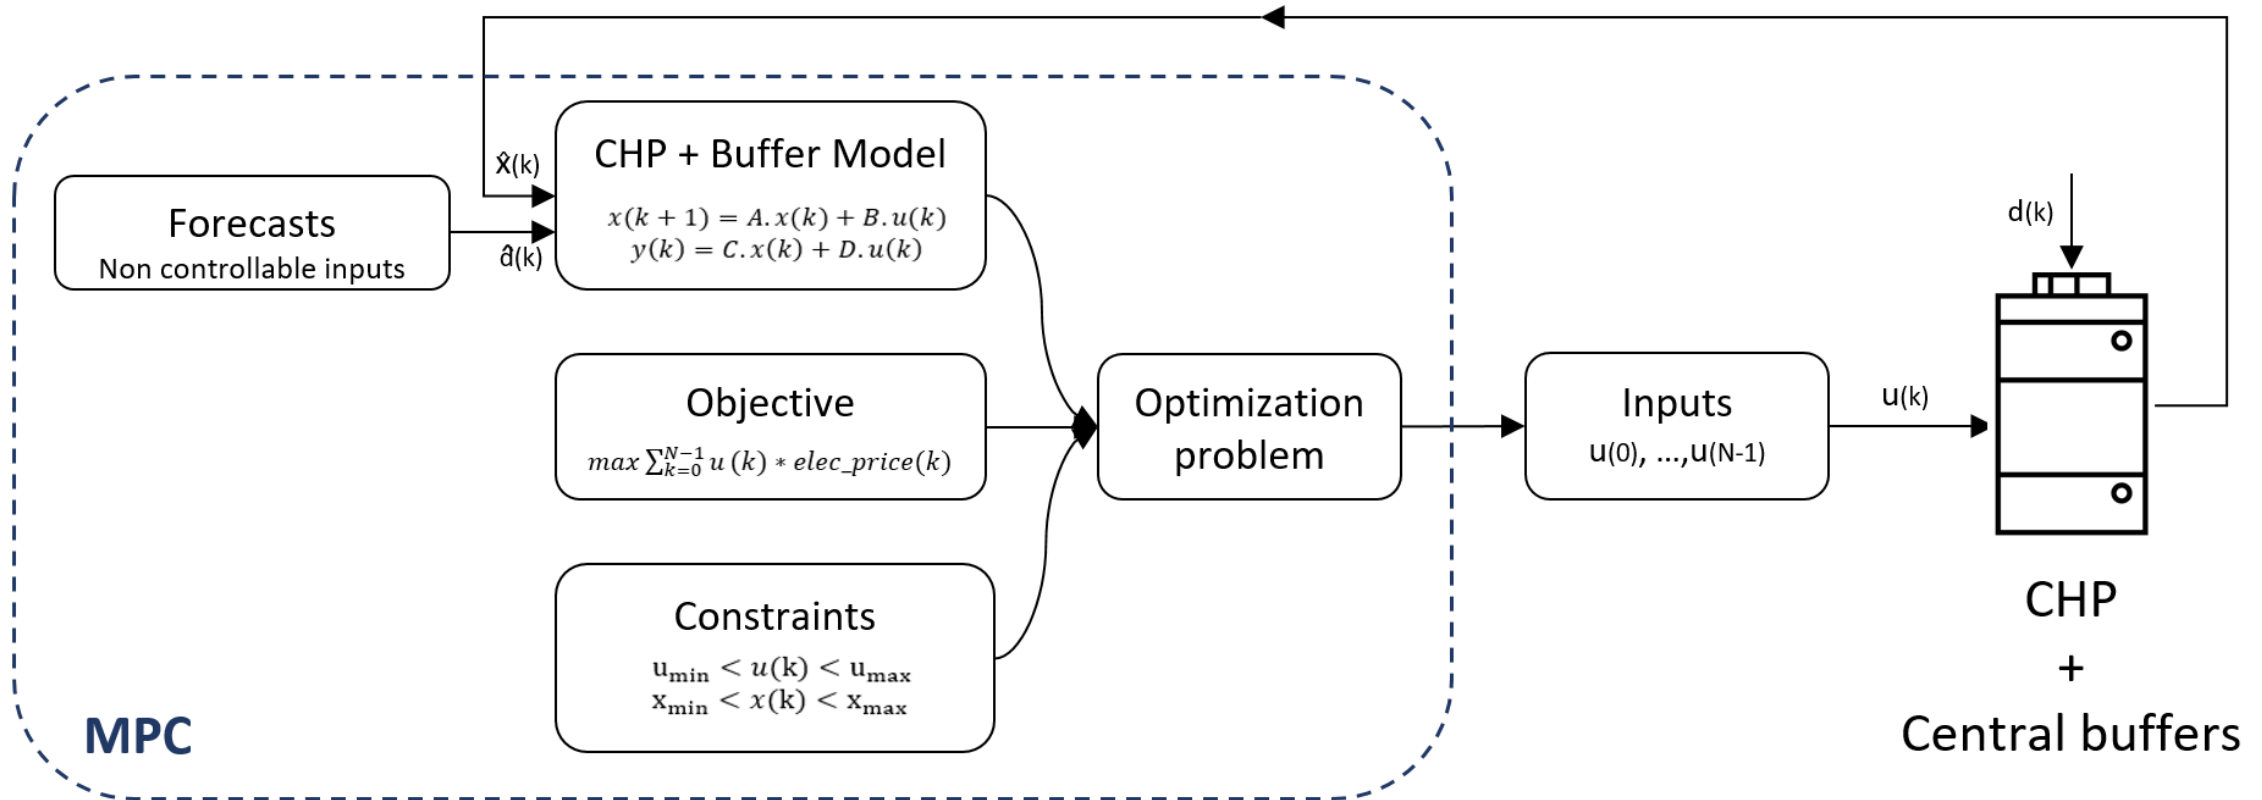 x̂(k)
CHP + Buffer Model
x(k + 1) = A.x(k) + B.u(k)
y(k) = C.x(k) + D.u(k)
Forecasts
Non controllable inputs
d̂(k)
Objective
max ∑_{k=0}^{N−1} u (k) ∗ elec_price(k)
Constraints
u_min < u(k) < u_max
x_min < x(k) < x_max
MPC
Optimization
problem
Inputs
u(0), ...,u(N-1)
u(k)
d(k)
CHP
+
Central buffers